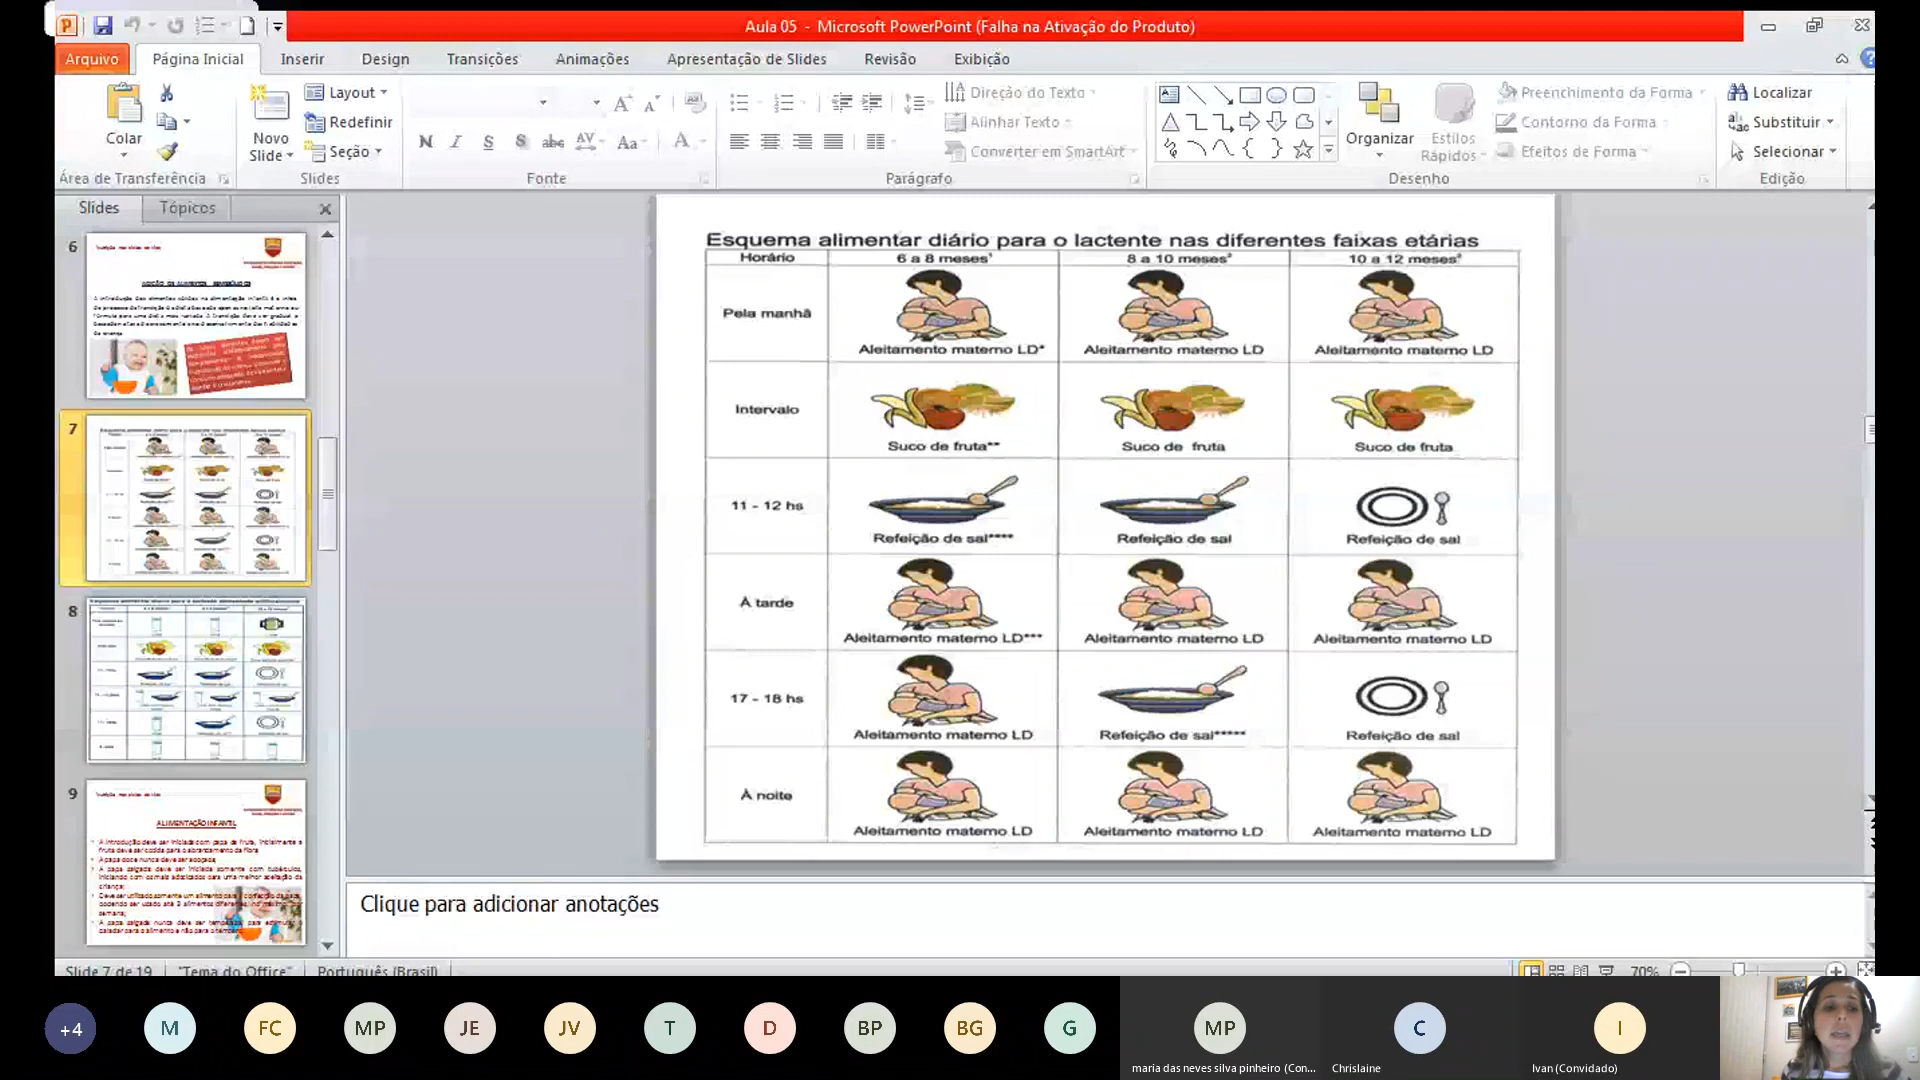 Aula 05 - Microsoft PowerPoint (Falha na Ativação do Produto)
Arquivo
Página Inicial
Inserir
Design
Transições
Animações
Apresentação de Slides
Revisão
Exibição
Colar
Novo
Slide
Layout
Redefinir
Seção
Direção do Texto
Alinhar Texto
Converter em SmartArt
Organizar
Estilos
Rápidos
Preenchimento da Forma
Contorno da Forma
Efeitos de Forma
Localizar
Substituir
Selecionar
Área de Transferência
Slides
Fonte
Parágrafo
Desenho
Edição
Slides
Tópicos
6
7
8
9
ALIMENTAÇÃO INFANTIL
Esquema alimentar diário para o lactente nas diferentes faixas etárias
Horário
6 a 8 meses¹
8 a 10 meses²
10 a 12 meses²
Pela manhã
Aleitamento materno LD*
Aleitamento materno LD
Aleitamento materno LD
Intervalo
Suco de fruta**
Suco de fruta
Suco de fruta
11 - 12 hs
Refeição de sal****
Refeição de sal
Refeição de sal
À tarde
Aleitamento materno LD***
Aleitamento materno LD
Aleitamento materno LD
17 - 18 hs
Aleitamento materno LD
Refeição de sal*****
Refeição de sal
À noite
Aleitamento materno LD
Aleitamento materno LD
Aleitamento materno LD
Clique para adicionar anotações
Slide 7 de 19
"Tema do Office"
Português (Brasil)
70%
+4
M
FC
MP
JE
JV
T
D
BP
BG
G
MP
C
I
maria das neves silva pinheiro (Con...
Chrislaine
Ivan (Convidado)